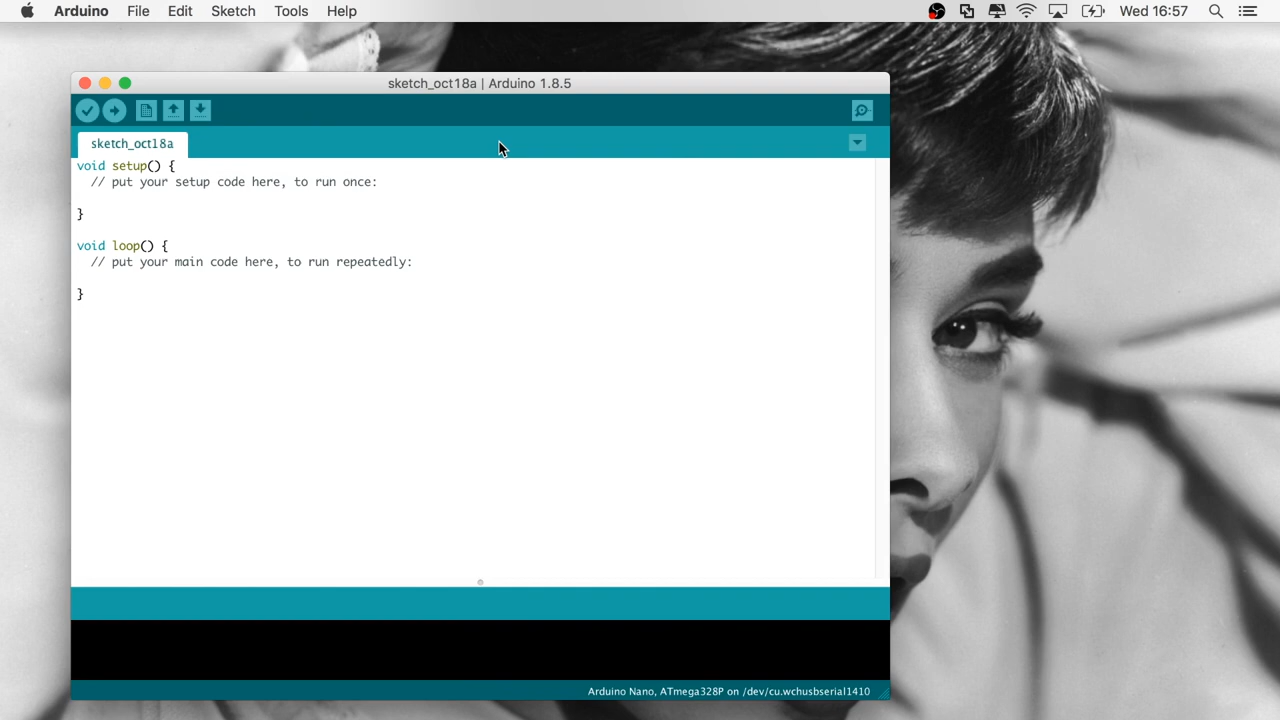 Arduino File Edit Sketch Tools Help Wed 16:57
sketch_oct18a | Arduino 1.8.5
sketch_oct18a
void setup() {
  // put your setup code here, to run once:
}
void loop() {
  // put your main code here, to run repeatedly:
}
Arduino Nano, ATmega328P on /dev/cu.wchusbserial1410